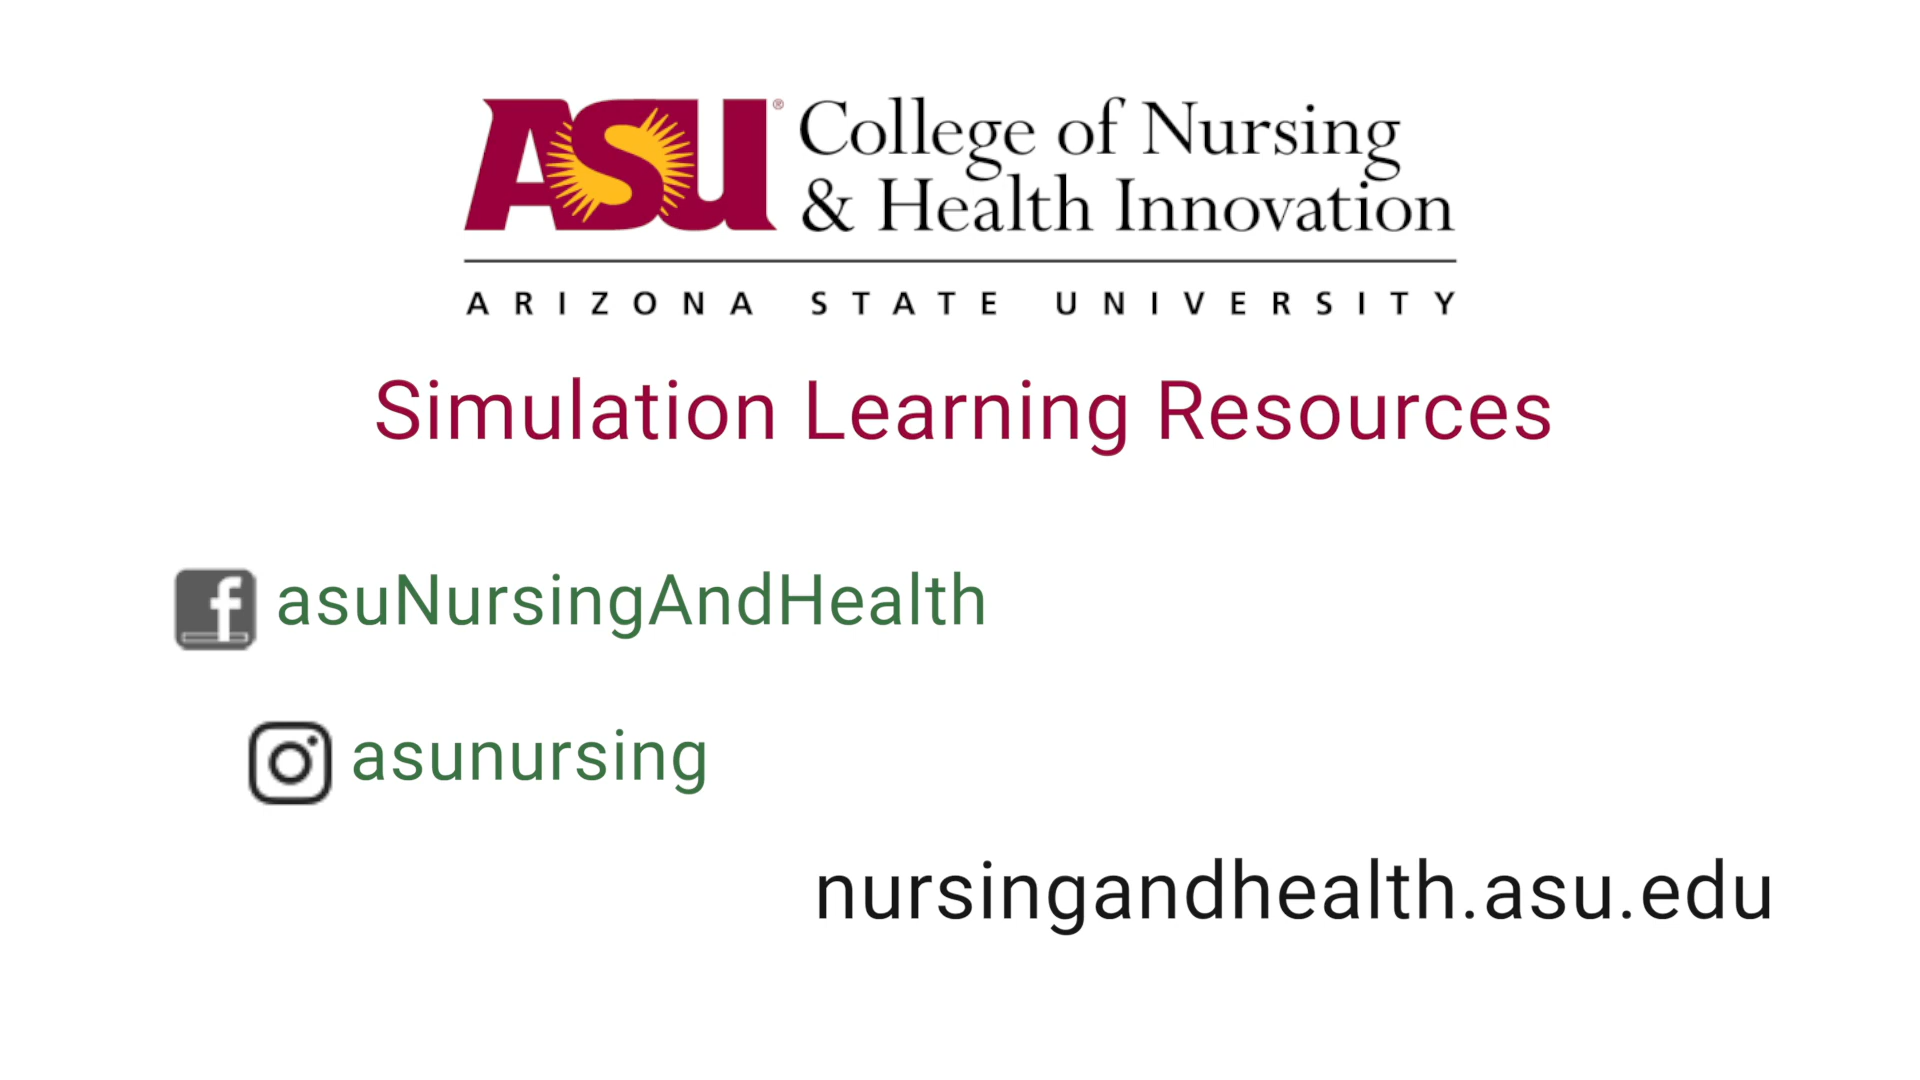 ASU® College of Nursing
& Health Innovation
ARIZONA STATE UNIVERSITY
Simulation Learning Resources
asuNursingAndHealth
asunursing
nursingandhealth.asu.edu